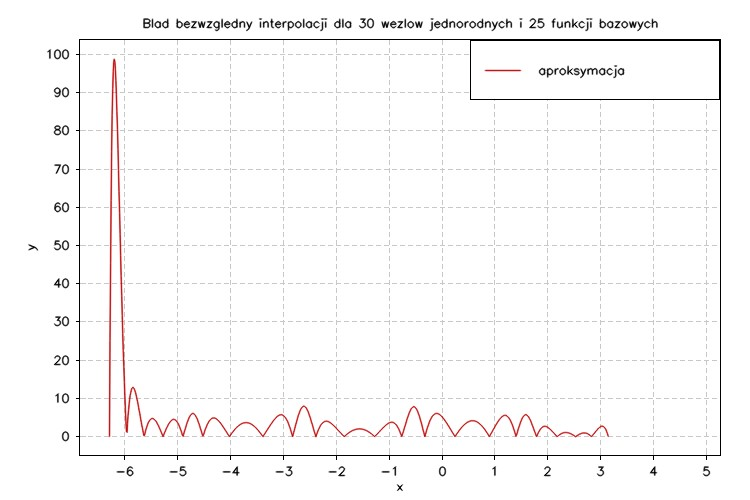 Blad bezwzgledny interpolacji dla 30 wezlow jednorodnych i 25 funkcji bazowych
aproksymacja
100
90
80
70
60
50
40
30
20
10
0
y
−6 −5 −4 −3 −2 −1 0 1 2 3 4 5
x